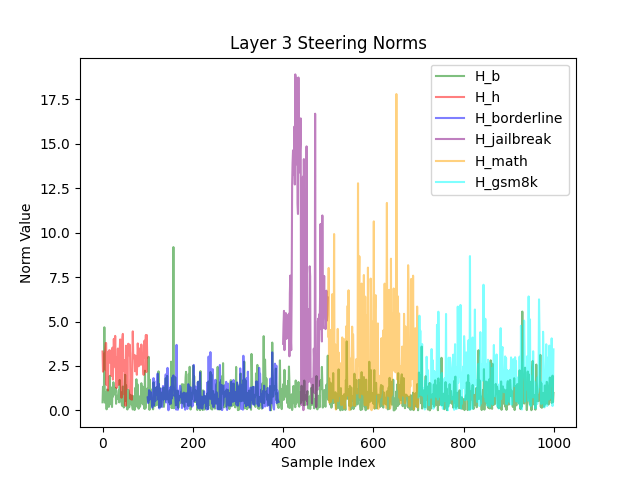 Layer 3 Steering Norms
Norm Value
17.5
15.0
12.5
10.0
7.5
5.0
2.5
0.0
H_b
H_h
H_borderline
H_jailbreak
H_math
H_gsm8k
0
200
400
600
800
1000
Sample Index